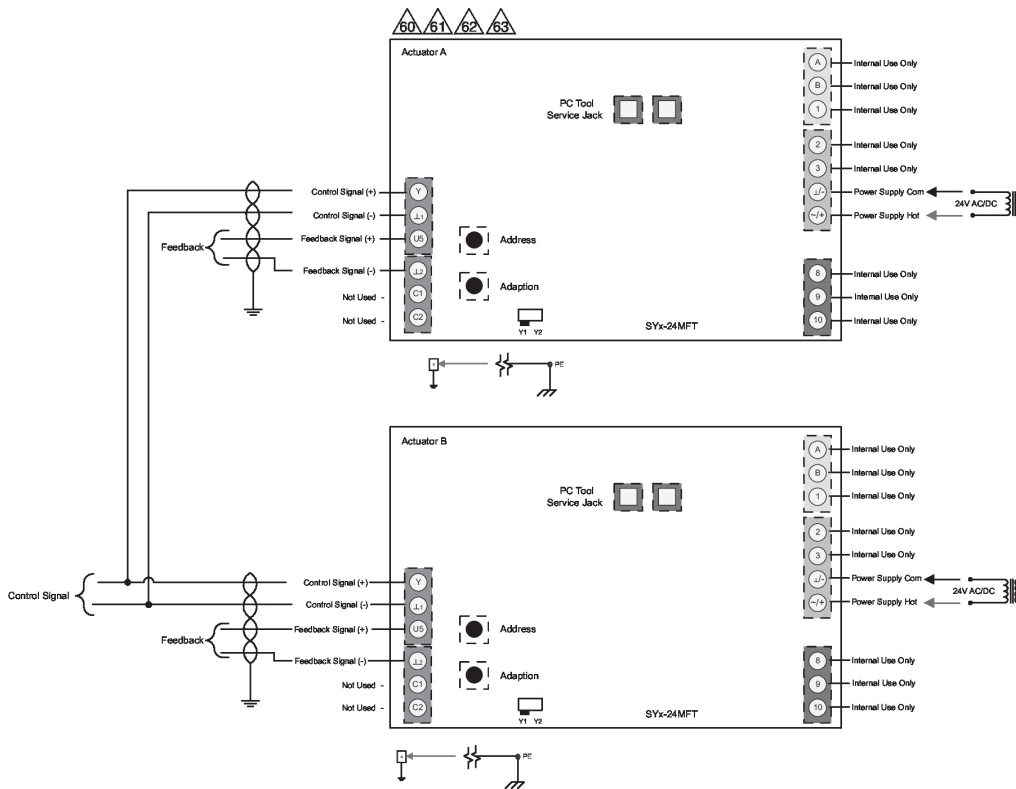 60 61 62 63
Actuator A
A Internal Use Only
B Internal Use Only
1 Internal Use Only
PC Tool
Service Jack
2 Internal Use Only
3 Internal Use Only
Control Signal (+) Y
⊥/- Power Supply Com
24V AC/DC
Control Signal (-) ⊥1
~/+ Power Supply Hot
Feedback
Feedback Signal (+) U5
Address
Feedback Signal (-) ⊥2
8 Internal Use Only
Adaption
Not Used - C1
9 Internal Use Only
Not Used - C2
10 Internal Use Only
Y1 Y2
SYx-24MFT
PE
Actuator B
A Internal Use Only
B Internal Use Only
1 Internal Use Only
PC Tool
Service Jack
2 Internal Use Only
3 Internal Use Only
Control Signal
Control Signal (+) Y
⊥/- Power Supply Com
24V AC/DC
Control Signal (-) ⊥1
~/+ Power Supply Hot
Feedback
Feedback Signal (+) U5
Address
Feedback Signal (-) ⊥2
8 Internal Use Only
Adaption
Not Used - C1
9 Internal Use Only
Not Used - C2
10 Internal Use Only
Y1 Y2
SYx-24MFT
PE